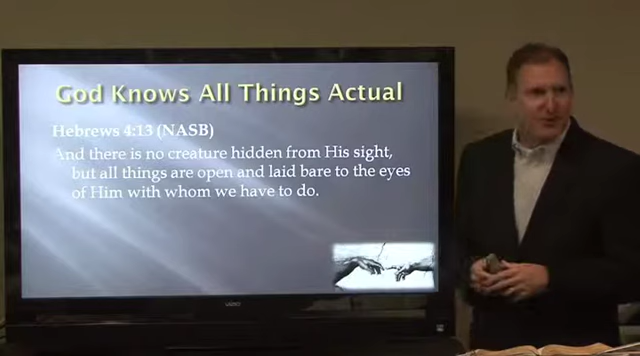 God Knows All Things Actual
Hebrews 4:13 (NASB)
And there is no creature hidden from His sight,
but all things are open and laid bare to the eyes
of Him with whom we have to do.
VIZIO